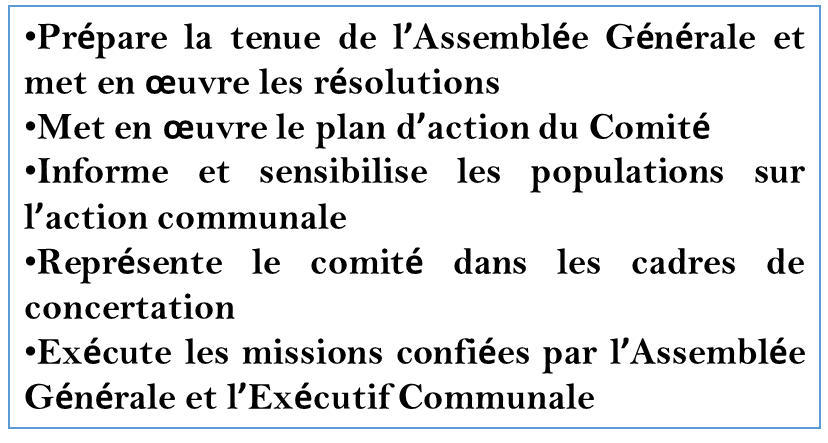 •Prépare la tenue de l’Assemblée Générale et
met en œuvre les résolutions
•Met en œuvre le plan d’action du Comité
•Informe et sensibilise les populations sur
l’action communale
•Représente le comité dans les cadres de
concertation
•Exécute les missions confiées par l’Assemblée
Générale et l’Exécutif Communale